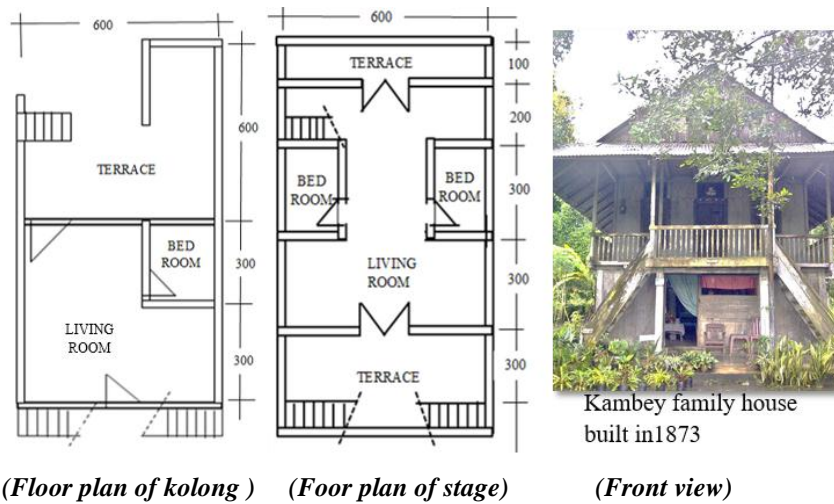 600
600
TERRACE
BED
ROOM
300
LIVING
ROOM
300
600
TERRACE
100
200
BED
ROOM
BED
ROOM
300
LIVING
ROOM
300
TERRACE
300
Kambey family house
built in1873
(Floor plan of kolong )
(Foor plan of stage)
(Front view)